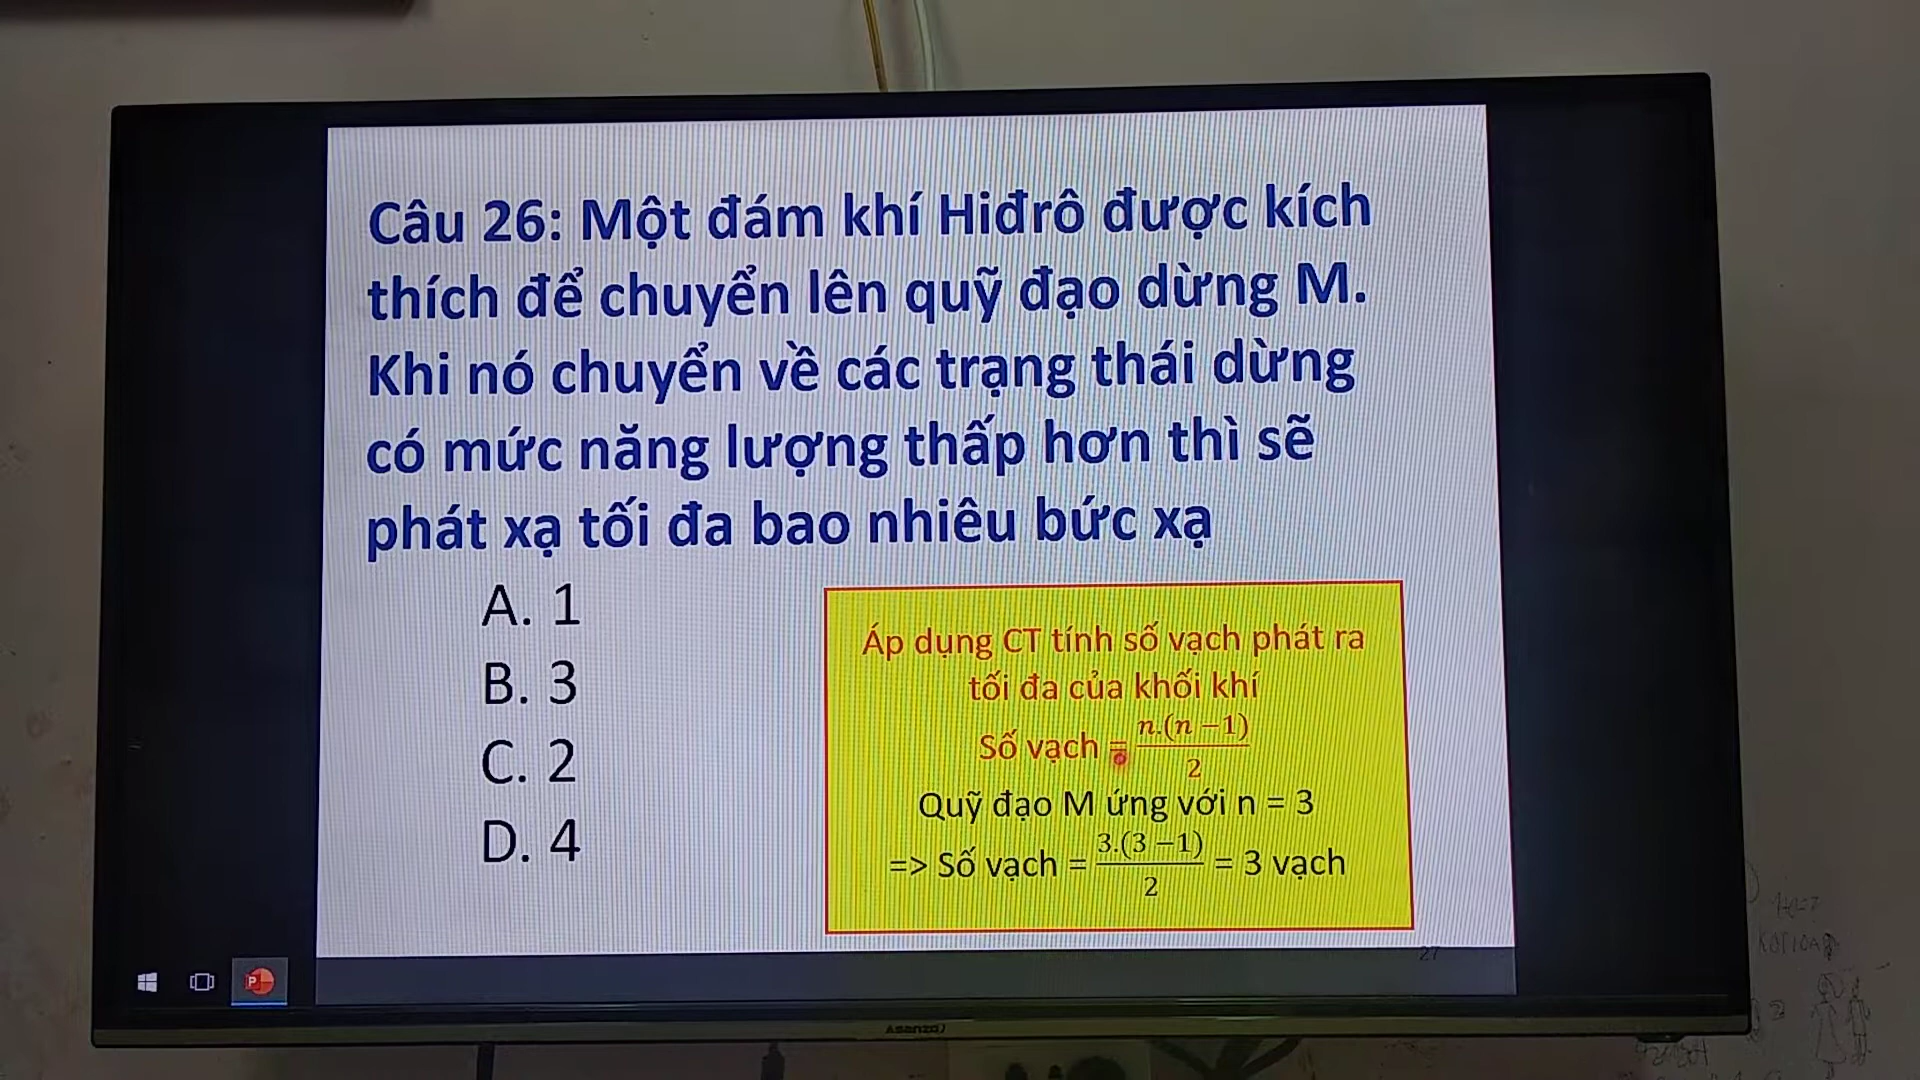 Câu 26: Một đám khí Hiđrô được kích
thích để chuyển lên quỹ đạo dừng M.
Khi nó chuyển về các trạng thái dừng
có mức năng lượng thấp hơn thì sẽ
phát xạ tối đa bao nhiêu bức xạ
A. 1
B. 3
C. 2
D. 4
Áp dụng CT tính số vạch phát ra
tối đa của khối khí
Số vạch = n.(n −1)/2
Quỹ đạo M ứng với n = 3
=> Số vạch = 3.(3 −1)/2 = 3 vạch
27
P
Asanzo